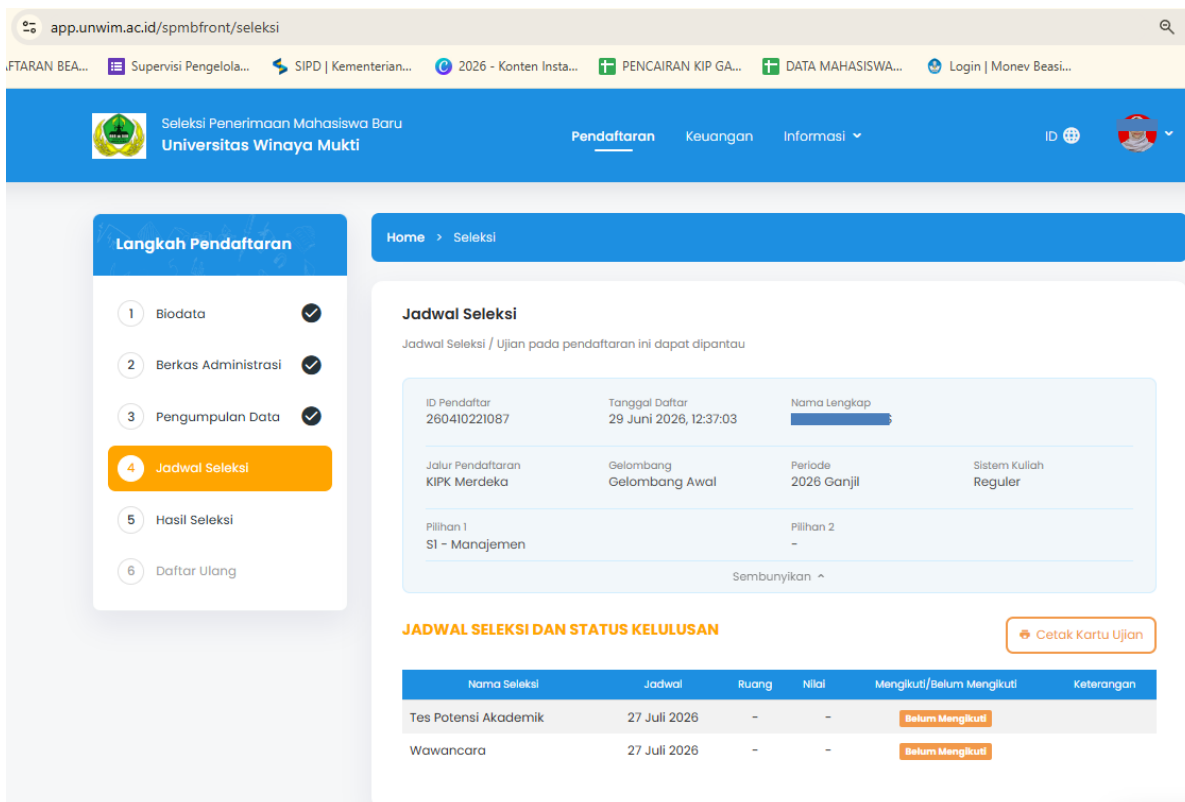 app.unwim.ac.id/spmbfront/seleksi
FTARAN BEA... Supervisi Pengelola... SIPD | Kementerian... 2026 - Konten Insta... PENCAIRAN KIP GA... DATA MAHASISWA... Login | Monev Beasi...
Seleksi Penerimaan Mahasiswa Baru
Universitas Winaya Mukti
Pendaftaran Keuangan Informasi ID
Langkah Pendaftaran
1 Biodata
2 Berkas Administrasi
3 Pengumpulan Data
4 Jadwal Seleksi
5 Hasil Seleksi
6 Daftar Ulang
Home > Seleksi
Jadwal Seleksi
Jadwal Seleksi / Ujian pada pendaftaran ini dapat dipantau
ID Pendaftar Tanggal Daftar Nama Lengkap
260410221087 29 Juni 2026, 12:37:03
Jalur Pendaftaran Gelombang Periode Sistem Kuliah
KIPK Merdeka Gelombang Awal 2026 Ganjil Reguler
Pilihan 1 Pilihan 2
S1 - Manajemen -
Sembunyikan
JADWAL SELEKSI DAN STATUS KELULUSAN
Cetak Kartu Ujian
Nama Seleksi Jadwal Ruang Nilai Mengikuti/Belum Mengikuti Keterangan
Tes Potensi Akademik 27 Juli 2026 - - Belum Mengikuti
Wawancara 27 Juli 2026 - - Belum Mengikuti